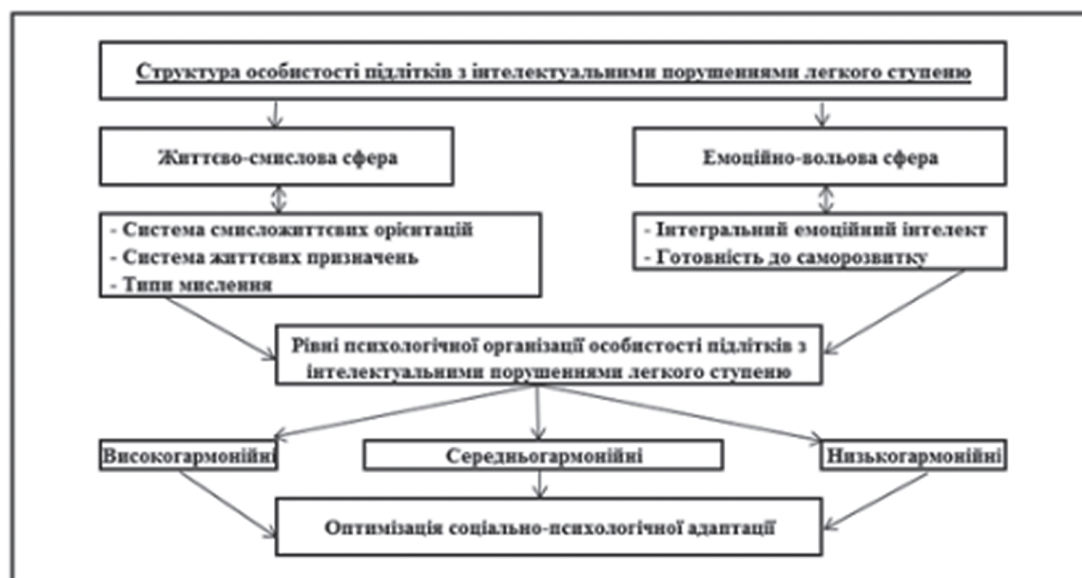 Структура особистості підлітків з інтелектуальними порушеннями легкого ступеню
Життєво-смислова сфера
Емоційно-вольова сфера
- Система смисложиттєвих орієнтацій
- Система життєвих призначень
- Типи мислення
- Інтегральний емоційний інтелект
- Готовність до саморозвитку
Рівні психологічної організації особистості підлітків з
інтелектуальними порушеннями легкого ступеню
Високогармонійні
Середньогармонійні
Низькогармонійні
Оптимізація соціально-психологічної адаптації